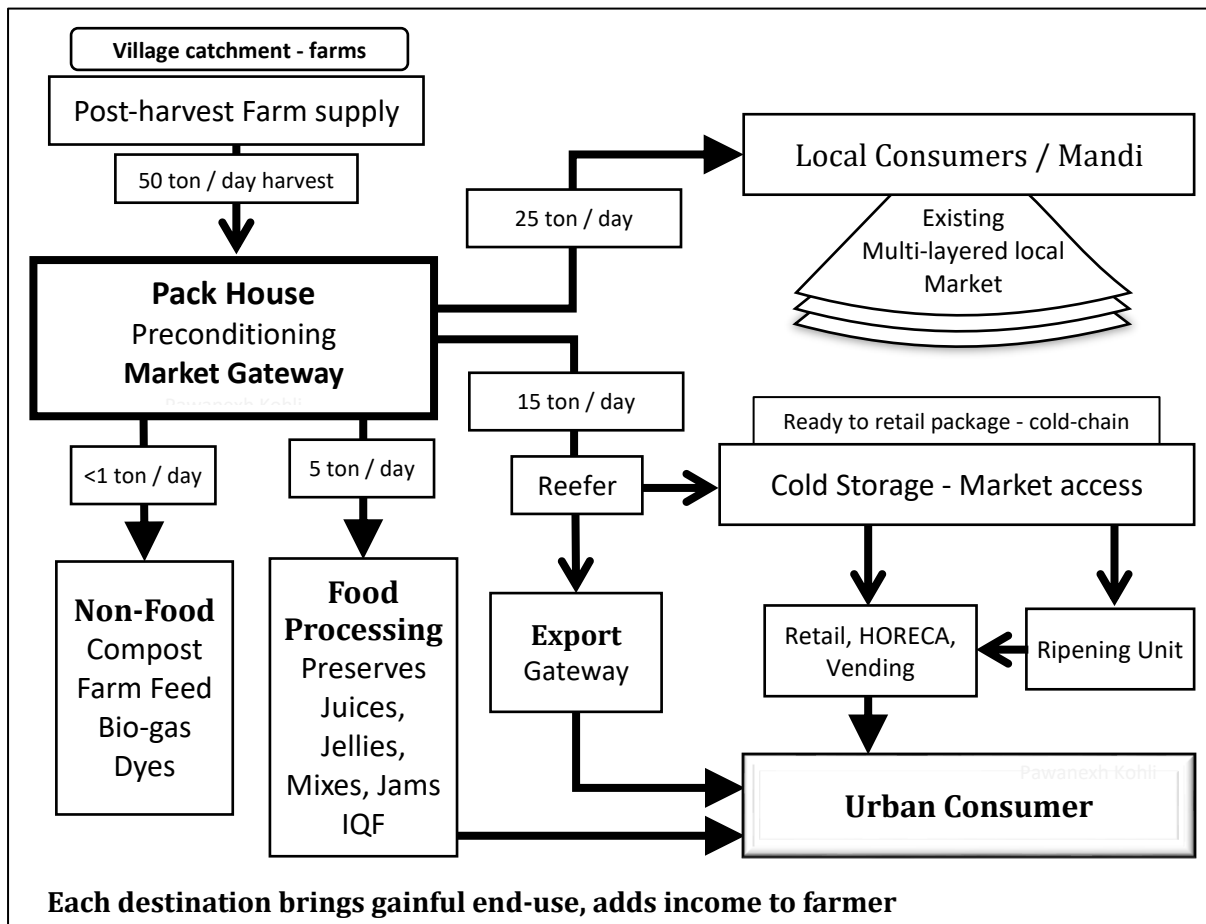 Village catchment - farms
Post-harvest Farm supply
50 ton / day harvest
Pack House
Preconditioning
Market Gateway
Pawanexh Kohli
25 ton / day
Local Consumers / Mandi
Existing
Multi-layered local
Market
15 ton / day
<1 ton / day
5 ton / day
Reefer
Ready to retail package - cold-chain
Cold Storage - Market access
Non-Food
Compost
Farm Feed
Bio-gas
Dyes
Food
Processing
Preserves
Juices,
Jellies,
Mixes, Jams
IQF
Export
Gateway
Retail, HORECA,
Vending
Ripening Unit
Pawanexh Kohli
Urban Consumer
Each destination brings gainful end-use, adds income to farmer